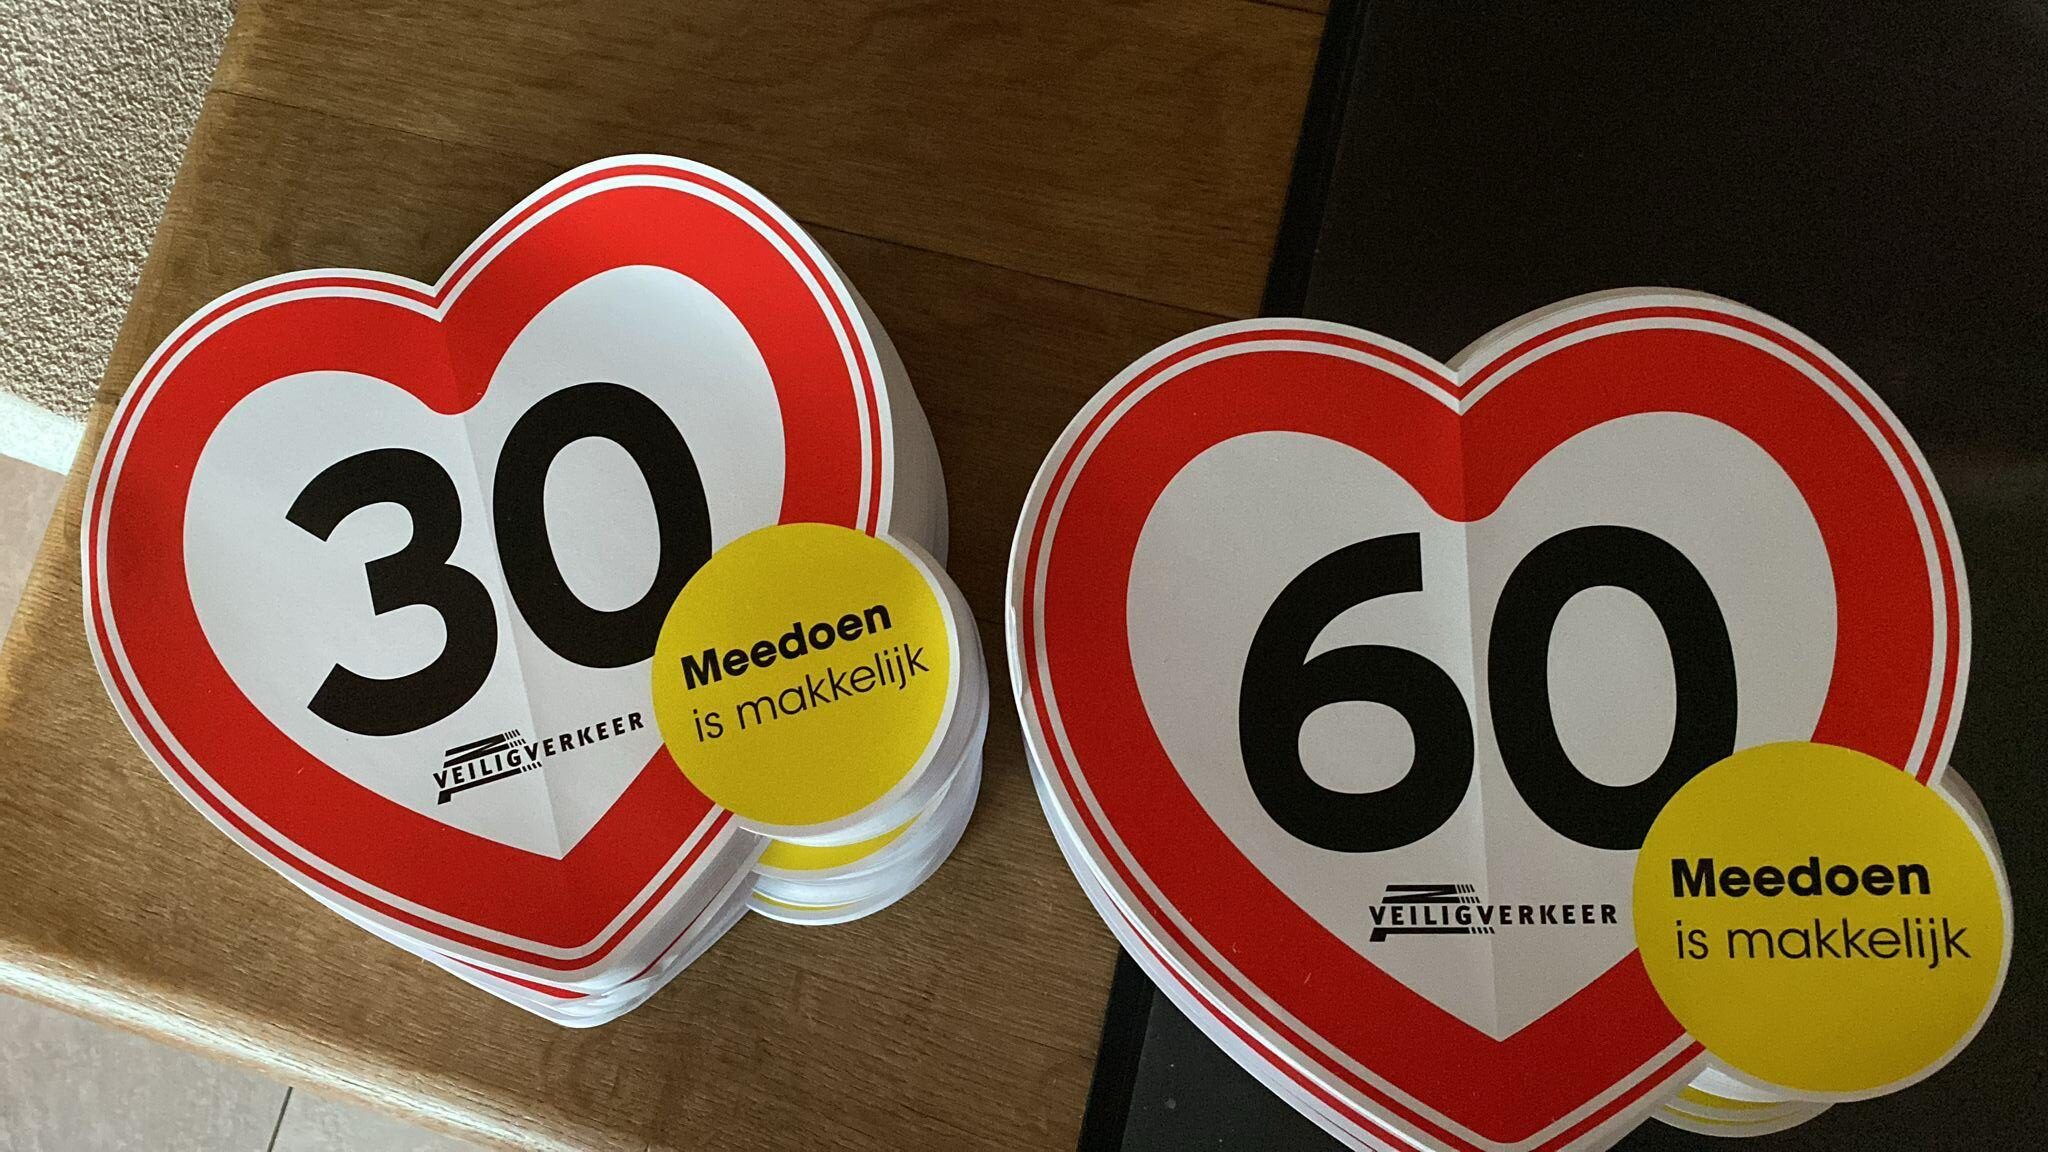 30
VEILIGVERKEER
Meedoen
is makkelijk
60
VEILIGVERKEER
Meedoen
is makkelijk